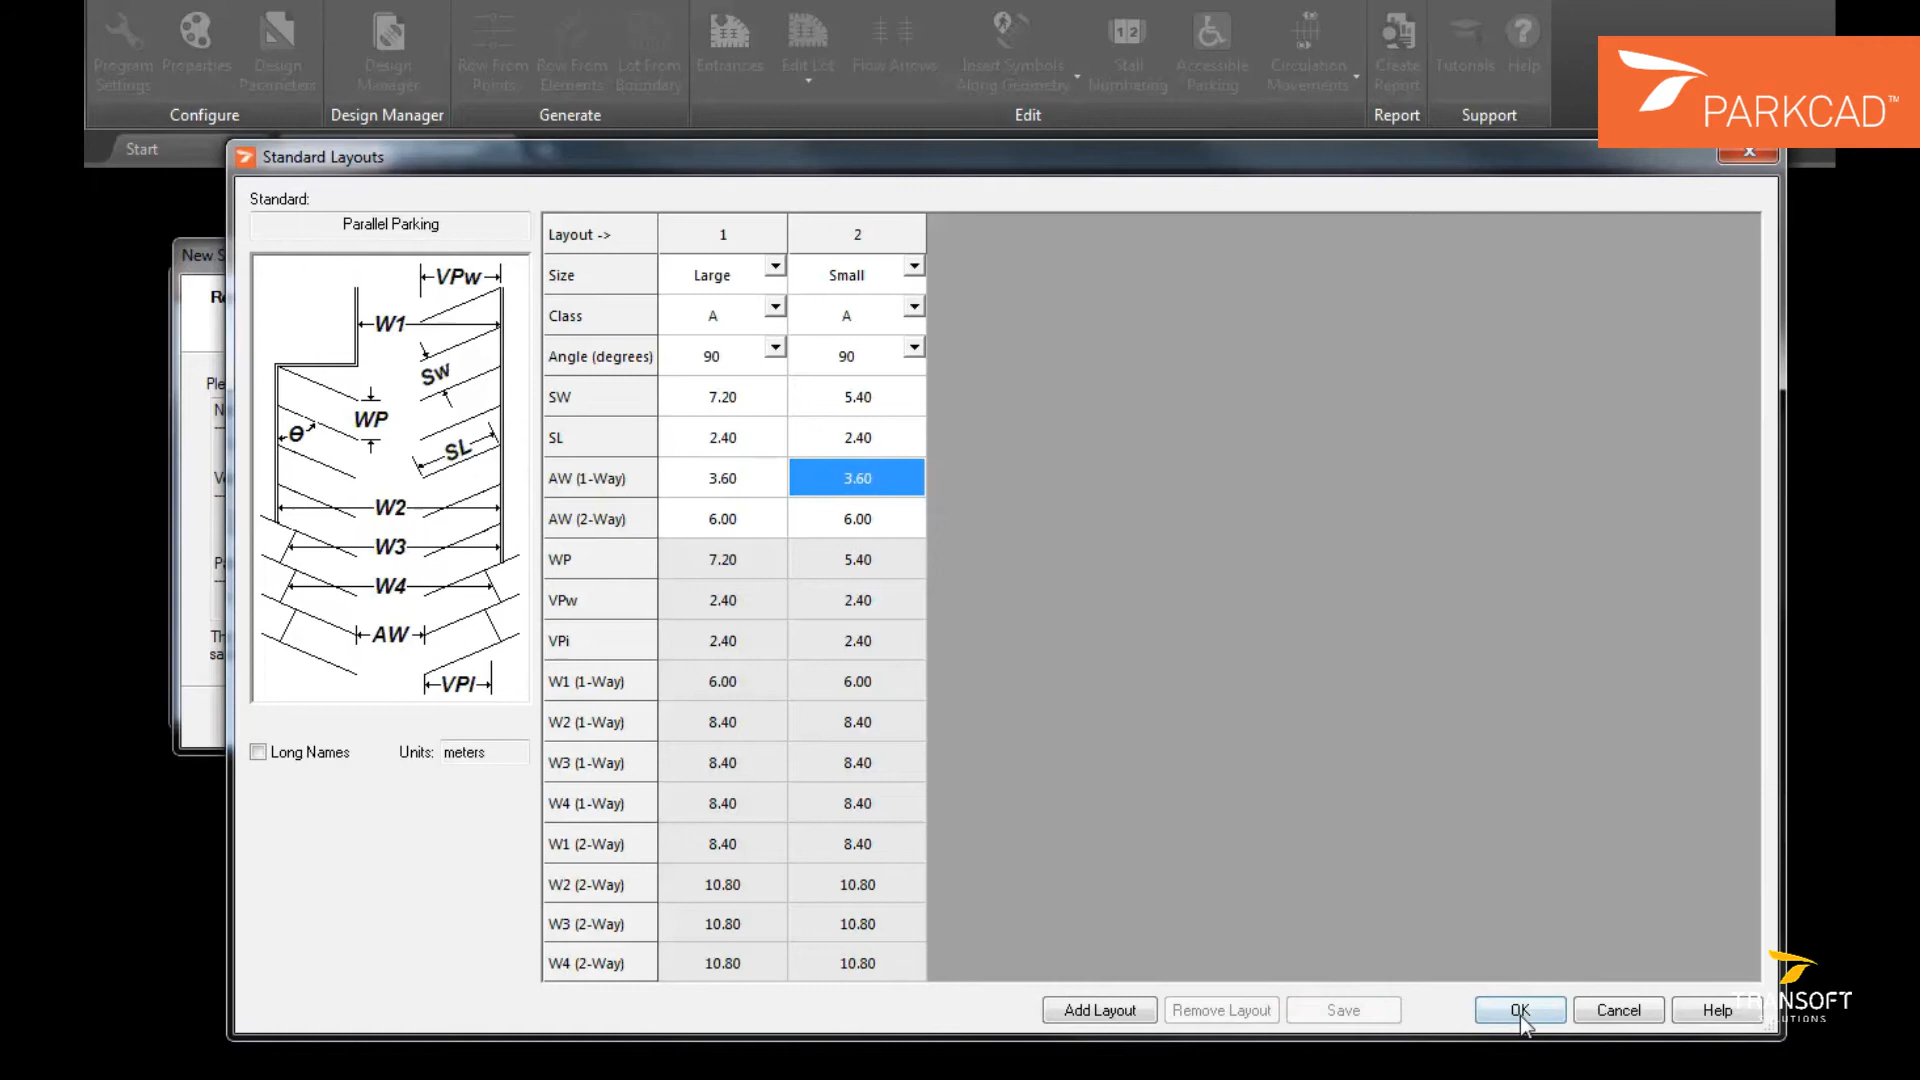 Program Settings
Properties
Design Parameters
Design Manager
Row From Points
Row From Elements
Lot From Boundary
Entrances
Edit Lot
Flow Arrows
Insert Symbols Along Geometry
Stall Numbering
Accessible Parking
Circulation Movements
Create Report
Tutorials
Help
Configure
Design Manager
Generate
Edit
Report
Support
PARKCAD™
Start
Standard Layouts
X
Standard:
Parallel Parking
New S
Ple
VPw
W1
Sw
WP
θ
SL
W2
W3
W4
AW
VPI
Long Names
Units: meters
Layout -> 1 2
Size Large Small
Class A A
Angle (degrees) 90 90
SW 7.20 5.40
SL 2.40 2.40
AW (1-Way) 3.60 3.60
AW (2-Way) 6.00 6.00
WP 7.20 5.40
VPw 2.40 2.40
VPi 2.40 2.40
W1 (1-Way) 6.00 6.00
W2 (1-Way) 8.40 8.40
W3 (1-Way) 8.40 8.40
W4 (1-Way) 8.40 8.40
W1 (2-Way) 8.40 8.40
W2 (2-Way) 10.80 10.80
W3 (2-Way) 10.80 10.80
W4 (2-Way) 10.80 10.80
Add Layout Remove Layout Save OK Cancel Help
TRANSOFT
SOLUTIONS